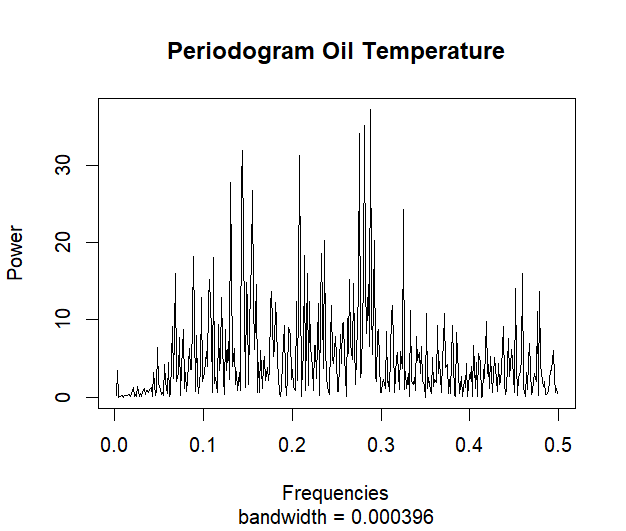 Periodogram Oil Temperature
Power
30
20
10
0
0.0 0.1 0.2 0.3 0.4 0.5
Frequencies
bandwidth = 0.000396